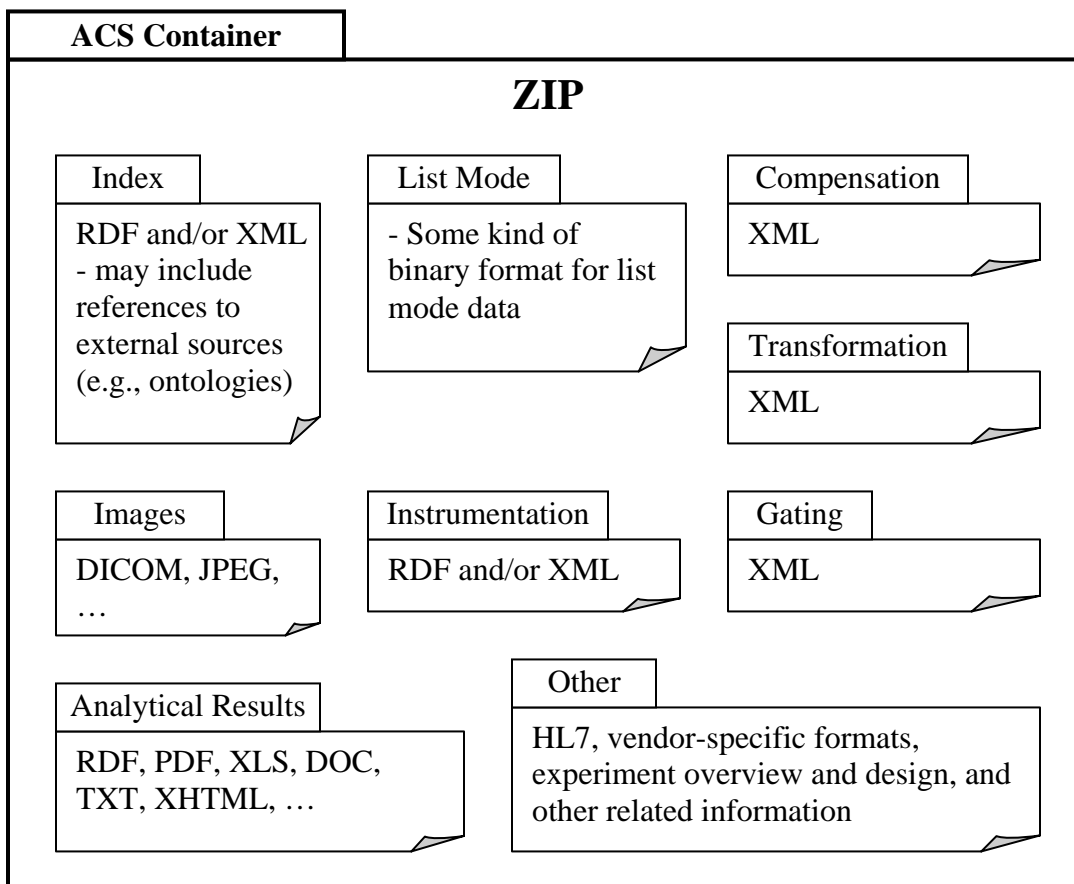 ACS Container
ZIP
Index
RDF and/or XML
- may include
references to
external sources
(e.g., ontologies)
List Mode
- Some kind of
binary format for list
mode data
Compensation
XML
Transformation
XML
Images
DICOM, JPEG,
…
Instrumentation
RDF and/or XML
Gating
XML
Analytical Results
RDF, PDF, XLS, DOC,
TXT, XHTML, …
Other
HL7, vendor-specific formats,
experiment overview and design, and
other related information